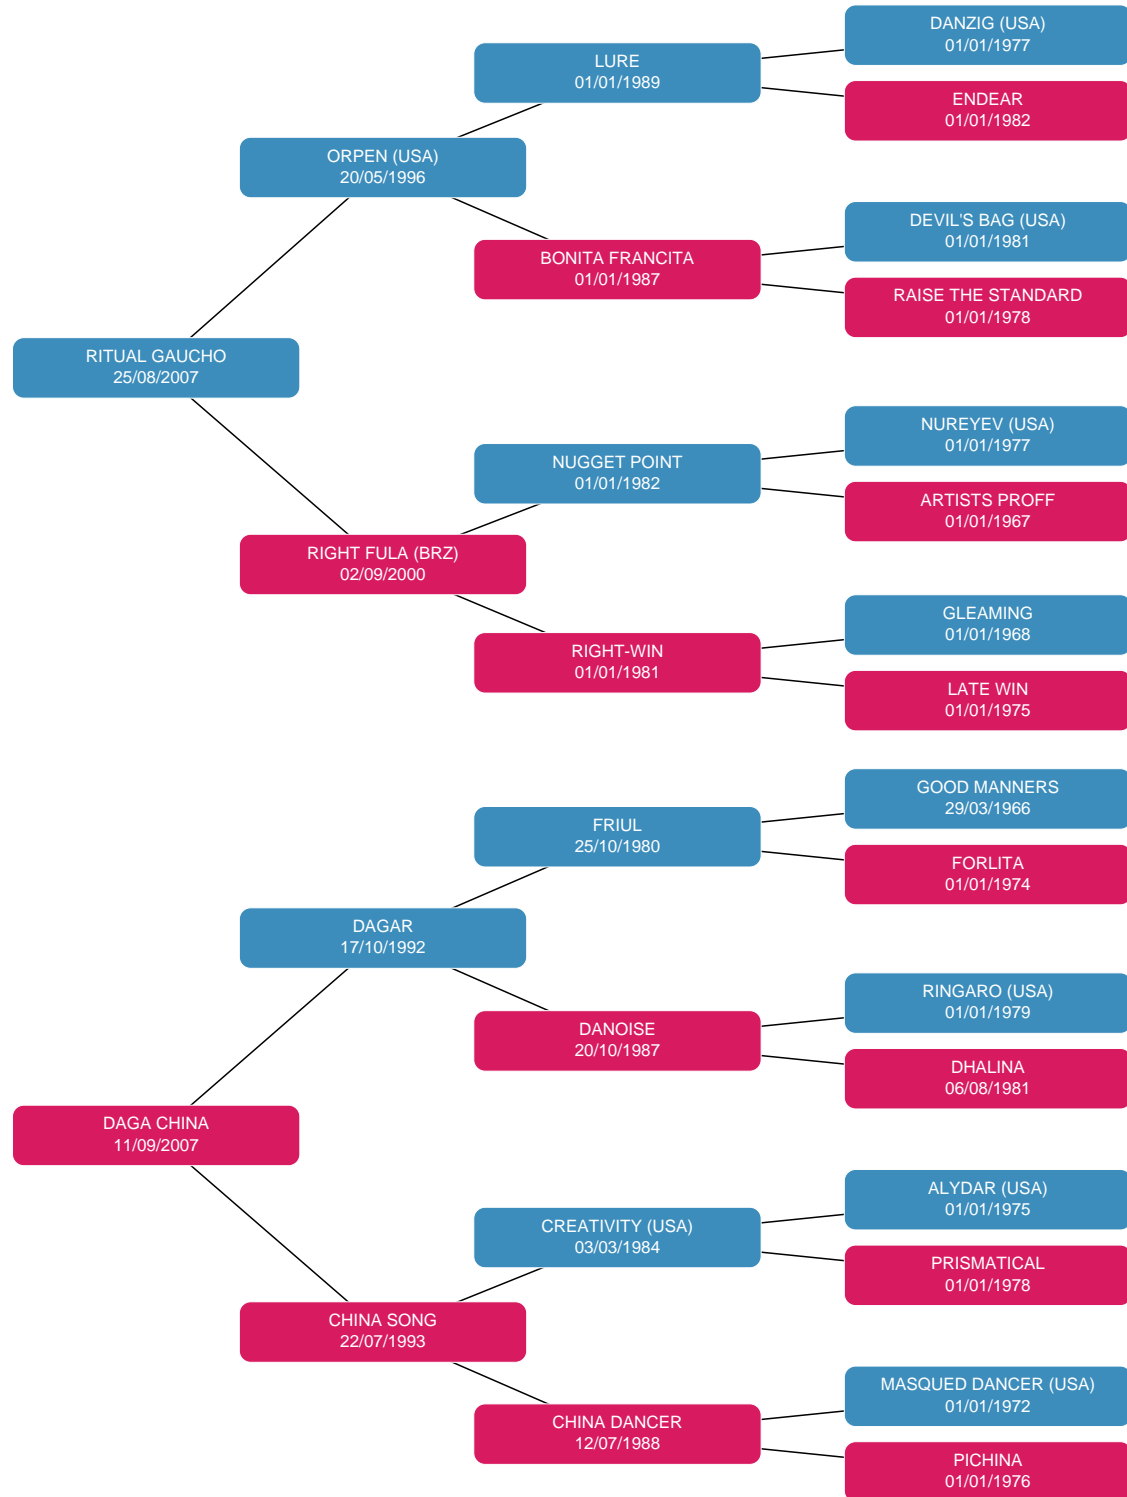 DANZIG (USA)
01/01/1977
LURE
01/01/1989
ENDEAR
01/01/1982
ORPEN (USA)
20/05/1996
DEVIL'S BAG (USA)
01/01/1981
BONITA FRANCITA
01/01/1987
RAISE THE STANDARD
01/01/1978
RITUAL GAUCHO
25/08/2007
NUREYEV (USA)
01/01/1977
NUGGET POINT
01/01/1982
ARTISTS PROFF
01/01/1967
RIGHT FULA (BRZ)
02/09/2000
GLEAMING
01/01/1968
RIGHT-WIN
01/01/1981
LATE WIN
01/01/1975
GOOD MANNERS
29/03/1966
FRIUL
25/10/1980
FORLITA
01/01/1974
DAGAR
17/10/1992
RINGARO (USA)
01/01/1979
DANOISE
20/10/1987
DHALINA
06/08/1981
DAGA CHINA
11/09/2007
ALYDAR (USA)
01/01/1975
CREATIVITY (USA)
03/03/1984
PRISMATICAL
01/01/1978
CHINA SONG
22/07/1993
MASQUED DANCER (USA)
01/01/1972
CHINA DANCER
12/07/1988
PICHINA
01/01/1976